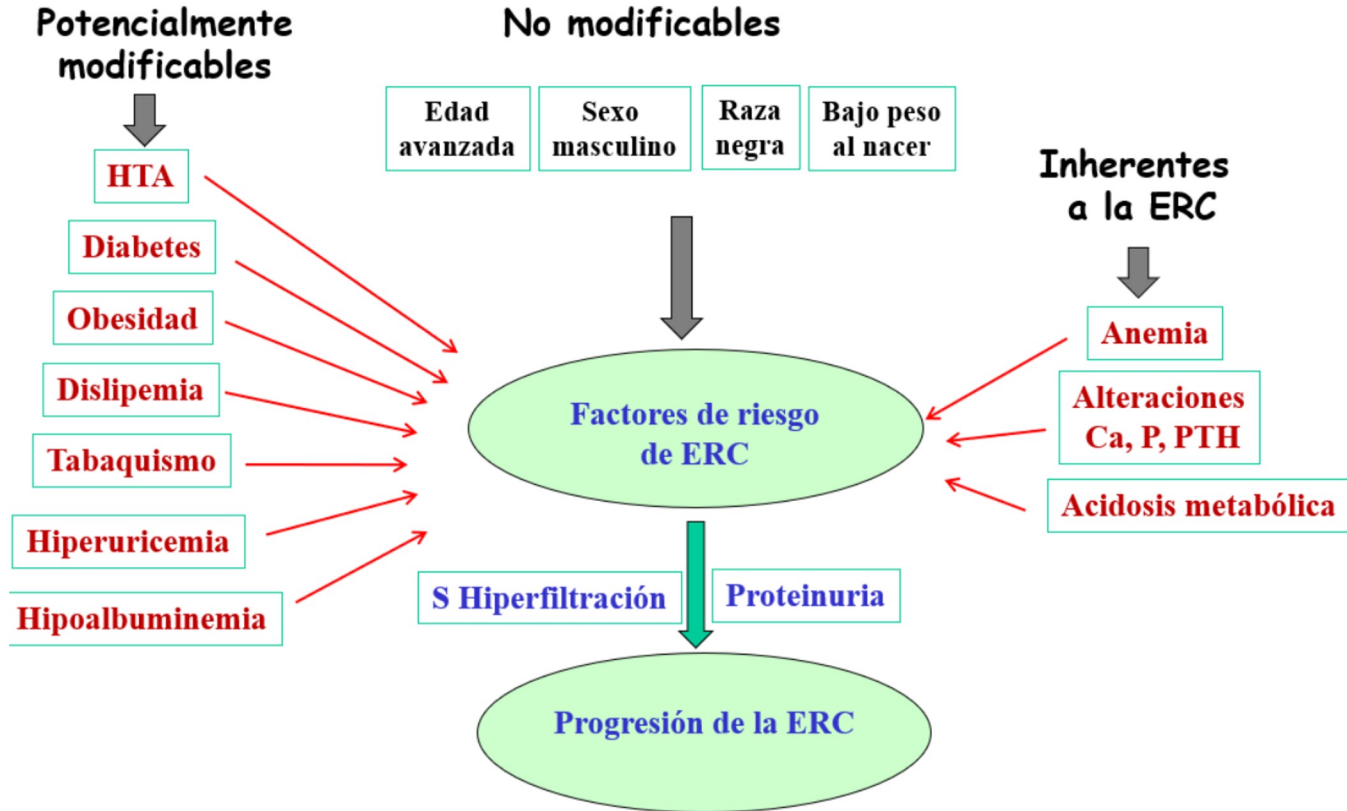 Potencialmente
modificables
HTA
Diabetes
Obesidad
Dislipemia
Tabaquismo
Hiperuricemia
Hipoalbuminemia
No modificables
Edad
avanzada
Sexo
masculino
Raza
negra
Bajo peso
al nacer
Inherentes
a la ERC
Anemia
Alteraciones
Ca, P, PTH
Acidosis metabólica
Factores de riesgo
de ERC
S Hiperfiltración
Proteinuria
Progresión de la ERC